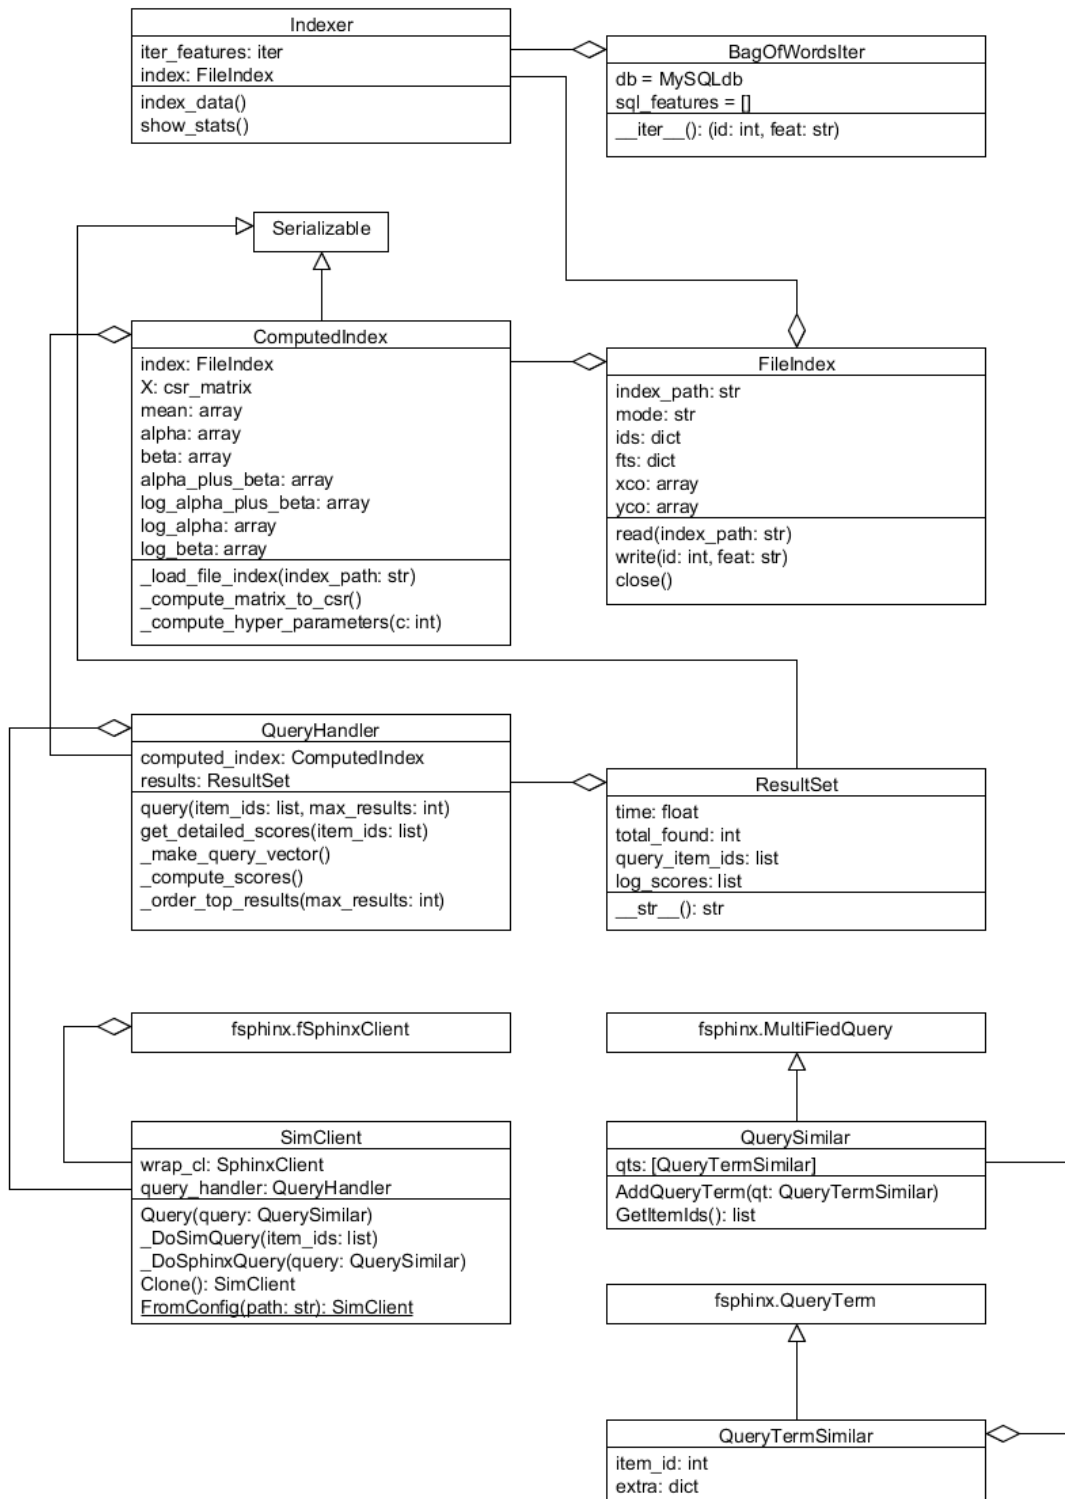 Indexer
iter_features: iter
index: FileIndex
index_data()
show_stats()
BagOfWordsIter
db = MySQLdb
sql_features = []
__iter__(): (id: int, feat: str)
Serializable
ComputedIndex
index: FileIndex
X: csr_matrix
mean: array
alpha: array
beta: array
alpha_plus_beta: array
log_alpha_plus_beta: array
log_alpha: array
log_beta: array
_load_file_index(index_path: str)
_compute_matrix_to_csr()
_compute_hyper_parameters(c: int)
FileIndex
index_path: str
mode: str
ids: dict
fts: dict
xco: array
yco: array
read(index_path: str)
write(id: int, feat: str)
close()
QueryHandler
computed_index: ComputedIndex
results: ResultSet
query(item_ids: list, max_results: int)
get_detailed_scores(item_ids: list)
_make_query_vector()
_compute_scores()
_order_top_results(max_results: int)
ResultSet
time: float
total_found: int
query_item_ids: list
log_scores: list
__str__(): str
fsphinx.fSphinxClient
fsphinx.MultiFiedQuery
SimClient
wrap_cl: SphinxClient
query_handler: QueryHandler
Query(query: QuerySimilar)
_DoSimQuery(item_ids: list)
_DoSphinxQuery(query: QuerySimilar)
Clone(): SimClient
FromConfig(path: str): SimClient
QuerySimilar
qts: [QueryTermSimilar]
AddQueryTerm(qt: QueryTermSimilar)
GetItemIds(): list
fsphinx.QueryTerm
QueryTermSimilar
item_id: int
extra: dict